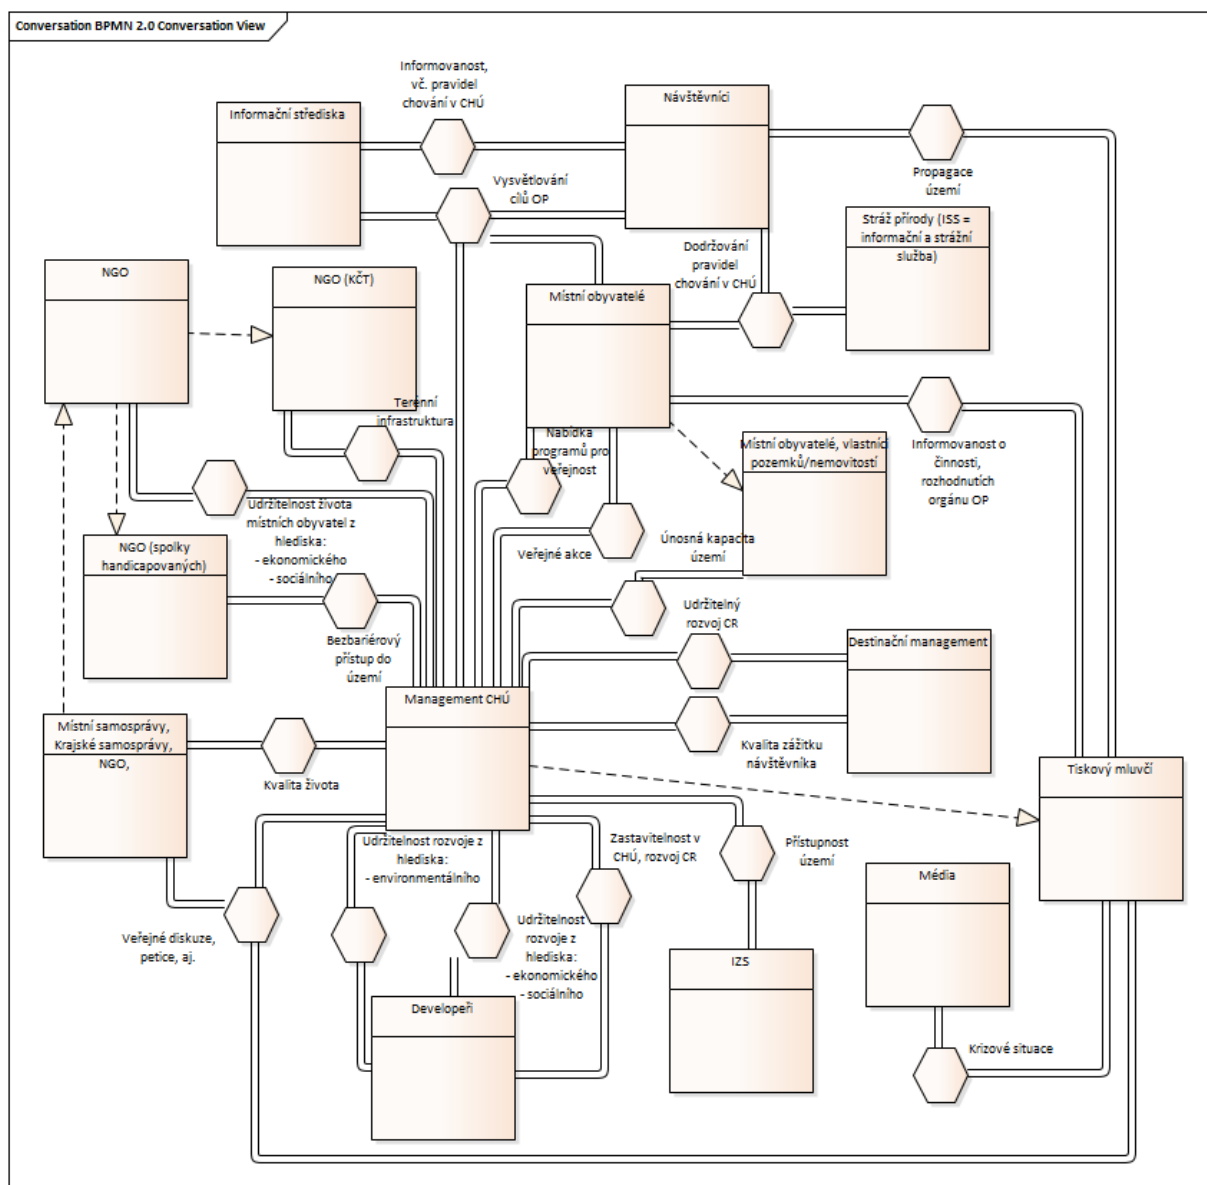 Conversation BPMN 2.0 Conversation View
Informovanost,
vč. pravidel
chování v CHÚ
Návštěvníci
Informační střediska
Propagace
území
Vysvětlování
cílů OP
Stráž přírody (ISS =
informační a strážní
služba)
Dodržování
pravidel
chování v CHÚ
NGO
NGO (KČT)
Místní obyvatelé
Terénní
infrastruktura
Nabídka
programů pro
veřejnost
Místní obyvatelé, vlastníci
pozemků/nemovitostí
Informovanost o
činnosti,
rozhodnutích
orgánu OP
Udržitelnost života
místních obyvatel z
hlediska:
- ekonomického
- sociálního
NGO (spolky
handicapovaných)
Veřejné akce
Únosná kapacita
území
Udržitelný
rozvoj CR
Bezbariérový
přístup do
území
Destinační management
Management CHÚ
Místní samosprávy,
Krajské samosprávy,
NGO,
Kvalita života
Kvalita zážitku
návštěvníka
Tiskový mluvčí
Udržitelnost rozvoje z
hlediska:
- environmentálního
Zastavitelnost v
CHÚ, rozvoj CR
Přístupnost
území
Média
Veřejné diskuze,
petice, aj.
Udržitelnost
rozvoje z
hlediska:
- ekonomického
- sociálního
IZS
Developeři
Krizové situace